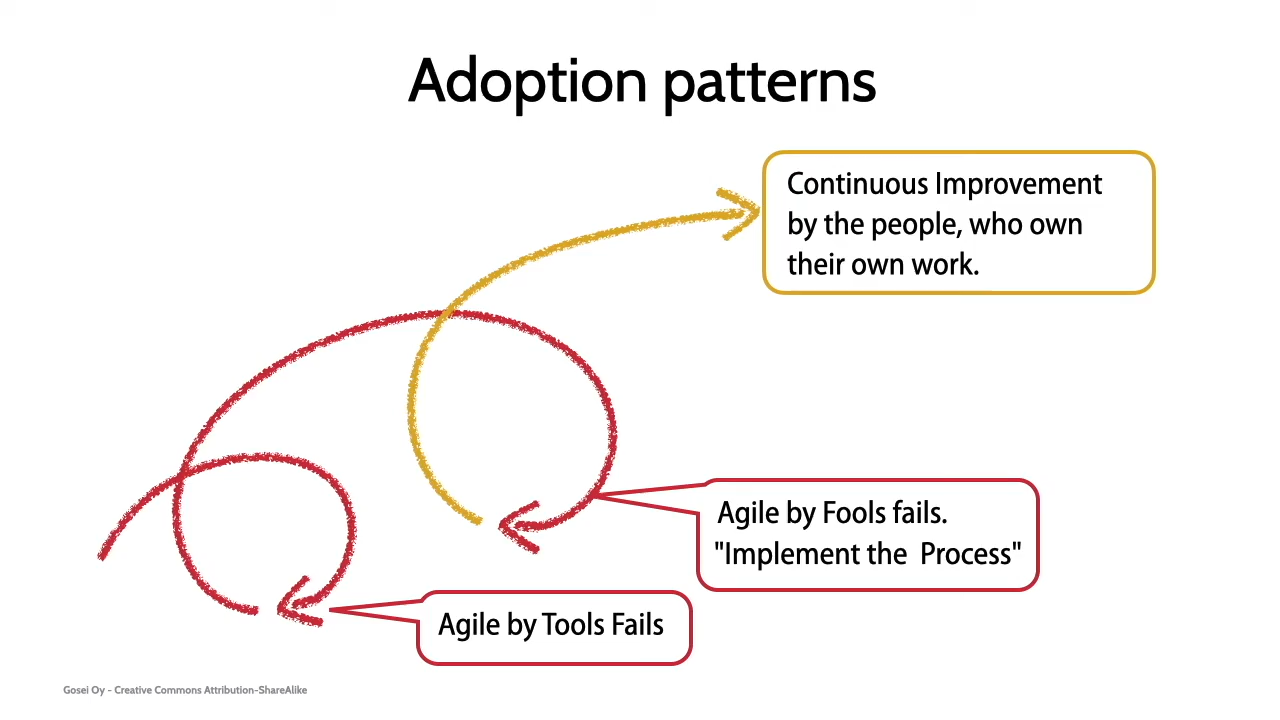 Adoption patterns
Continuous Improvement
by the people, who own
their own work.
Agile by Fools fails.
"Implement the  Process"
Agile by Tools Fails
Gosei Oy - Creative Commons Attribution-ShareAlike